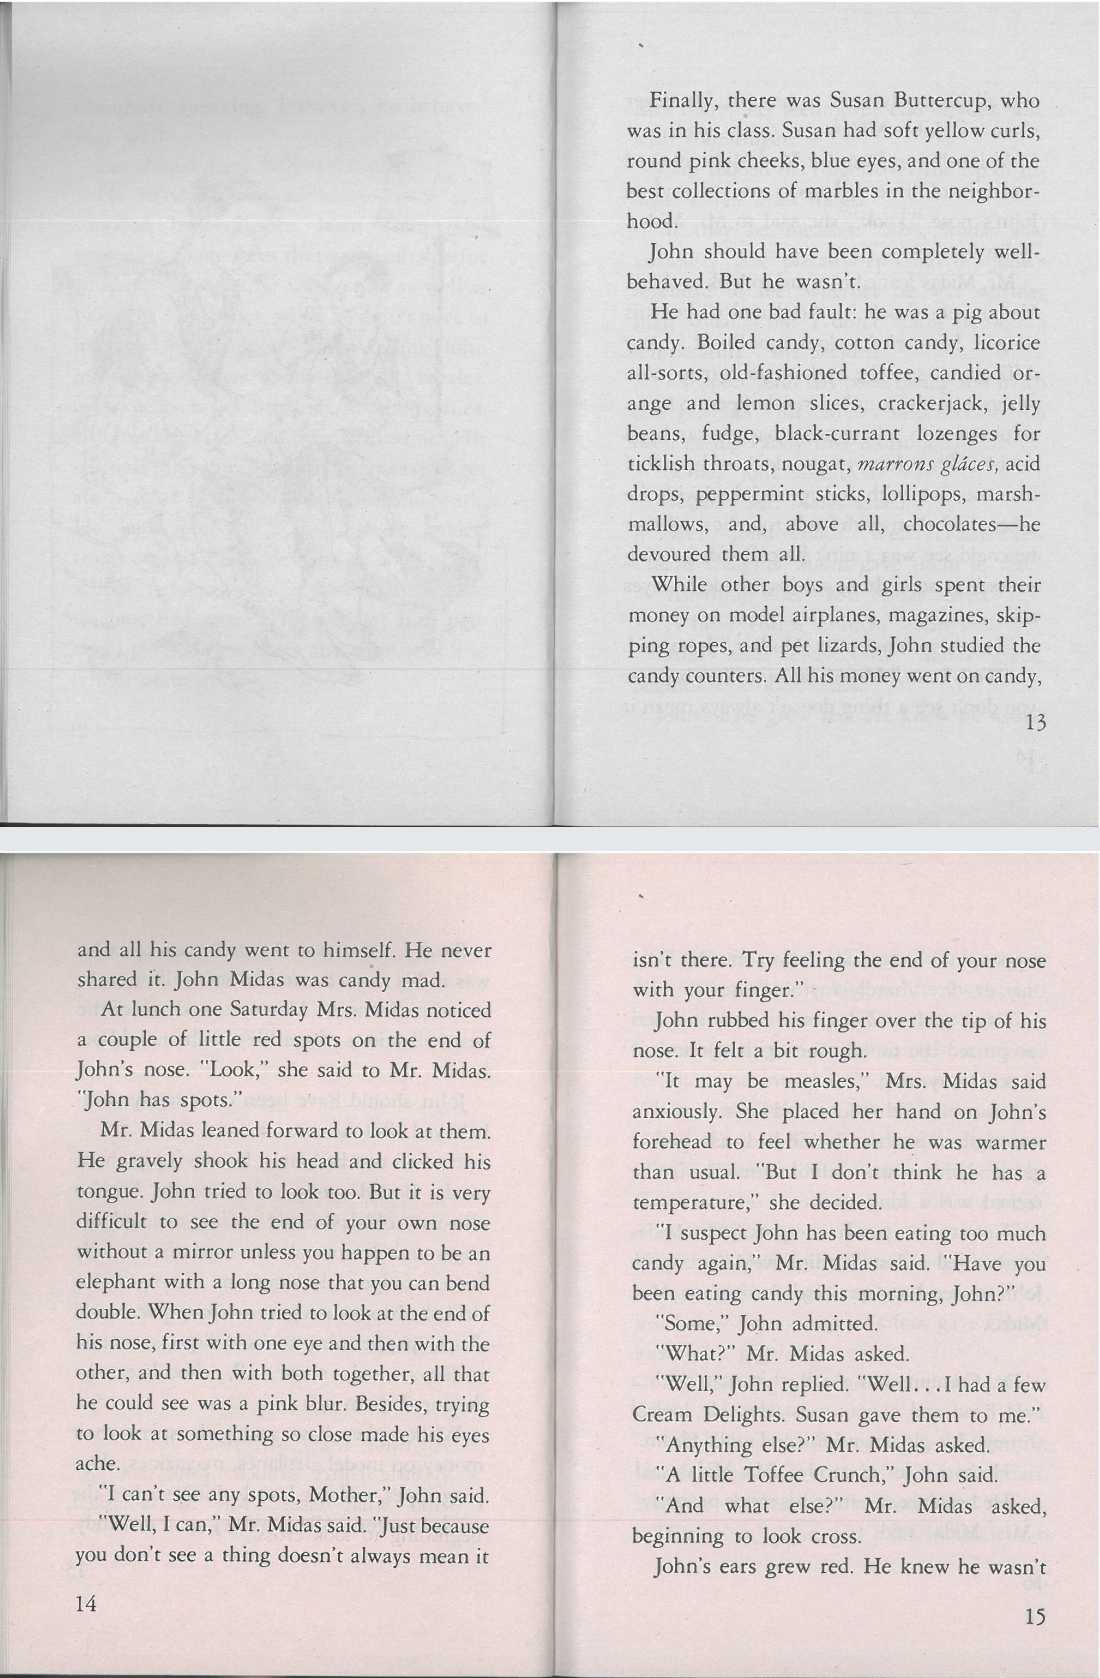 Finally, there was Susan Buttercup, who
was in his class. Susan had soft yellow curls,
round pink cheeks, blue eyes, and one of the
best collections of marbles in the neighbor-
hood.
John should have been completely well-
behaved. But he wasn't.
He had one bad fault: he was a pig about
candy. Boiled candy, cotton candy, licorice
all-sorts, old-fashioned toffee, candied or-
ange and lemon slices, crackerjack, jelly
beans, fudge, black-currant lozenges for
ticklish throats, nougat, marrons gláces, acid
drops, peppermint sticks, lollipops, marsh-
mallows, and, above all, chocolates—he
devoured them all.
While other boys and girls spent their
money on model airplanes, magazines, skip-
ping ropes, and pet lizards, John studied the
candy counters. All his money went on candy,
13
and all his candy went to himself. He never
shared it. John Midas was candy mad.
At lunch one Saturday Mrs. Midas noticed
a couple of little red spots on the end of
John's nose. "Look," she said to Mr. Midas.
"John has spots."
Mr. Midas leaned forward to look at them.
He gravely shook his head and clicked his
tongue. John tried to look too. But it is very
difficult to see the end of your own nose
without a mirror unless you happen to be an
elephant with a long nose that you can bend
double. When John tried to look at the end of
his nose, first with one eye and then with the
other, and then with both together, all that
he could see was a pink blur. Besides, trying
to look at something so close made his eyes
ache.
"I can't see any spots, Mother," John said.
"Well, I can," Mr. Midas said. "Just because
you don't see a thing doesn't always mean it
14
isn't there. Try feeling the end of your nose
with your finger."
John rubbed his finger over the tip of his
nose. It felt a bit rough.
"It may be measles," Mrs. Midas said
anxiously. She placed her hand on John's
forehead to feel whether he was warmer
than usual. "But I don't think he has a
temperature," she decided.
"I suspect John has been eating too much
candy again," Mr. Midas said. "Have you
been eating candy this morning, John?"
"Some," John admitted.
"What?" Mr. Midas asked.
"Well," John replied. "Well...I had a few
Cream Delights. Susan gave them to me."
"Anything else?" Mr. Midas asked.
"A little Toffee Crunch," John said.
"And what else?" Mr. Midas asked,
beginning to look cross.
John's ears grew red. He knew he wasn't
15